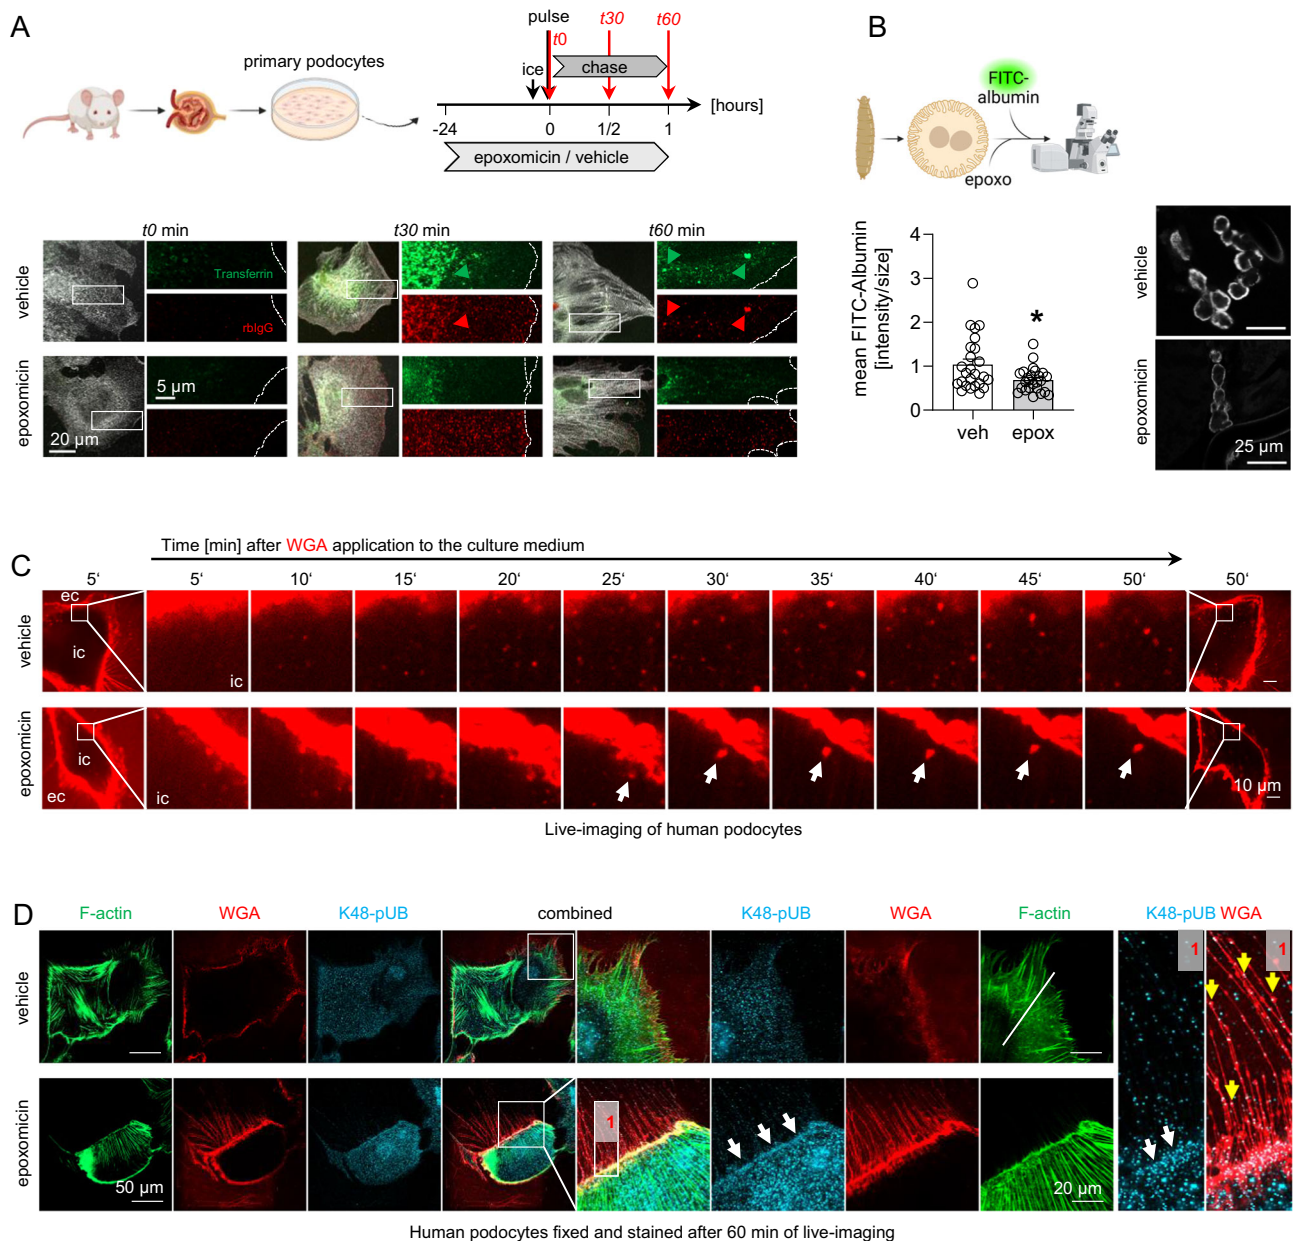 A
primary podocytes
pulse
t0
t30
t60
ice
chase
[hours]
-24
0
1/2
1
epoxomicin / vehicle
t0 min
t30 min
t60 min
vehicle
Transferrin
rbIgG
epoxomicin
5 µm
20 µm
B
FITC-
albumin
epoxo
mean FITC-Albumin
[intensity/size]
4
3
2
1
0
*
veh
epox
vehicle
epoxomicin
25 µm
C
Time [min] after WGA application to the culture medium
5‘
5‘
10‘
15‘
20‘
25‘
30‘
35‘
40‘
45‘
50‘
50‘
vehicle
ec
ic
ic
epoxomicin
ic
ec
ic
10 µm
Live-imaging of human podocytes
D
F-actin
WGA
K48-pUB
combined
K48-pUB
WGA
F-actin
K48-pUB WGA
vehicle
1
1
epoxomicin
1
50 µm
20 µm
Human podocytes fixed and stained after 60 min of live-imaging